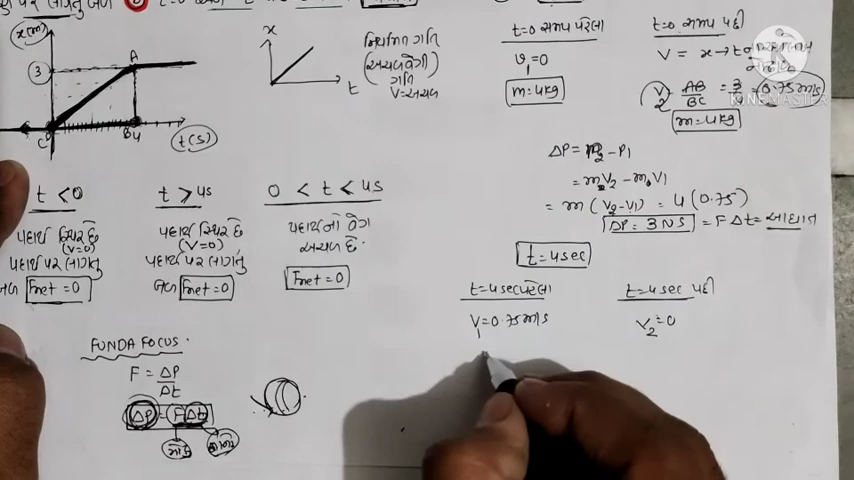 x(m)
A
3
C
B 4
t(s)
x
t
નિયમિત ગતિ
(અચળવેગી)
ગતિ
V=અચળ
t=0 સમય પહેલા
v₁=0
m=4kg
t=0 સમય પછી
V = x→t
V₂ = AB/BC = 3/4 = 0.75 m/s
m=4kg
KINEMASTER
ΔP= P₂-P₁
= m₂V₂-m₁V₁
= m (V₂-V₁) = 4(0.75)
ΔP= 3 NS = FΔt= આઘાત
t < 0
પદાર્થ સ્થિર છે
(V=0)
પદાર્થ પર લાગતુ
બળ Fnet=0
t > 4s
પદાર્થ સ્થિર છે
(V=0)
પદાર્થ પર લાગતું
બળ Fnet=0
0 < t < 4s
પદાર્થનો વેગ
અચળ છે.
Fnet=0
t=4sec
t=4sec પહેલા
V₁=0.75m/s
t=4sec પછી
V₂=0
FUNDA FOCUS.
F = ΔP/Δt
ΔP = FΔt